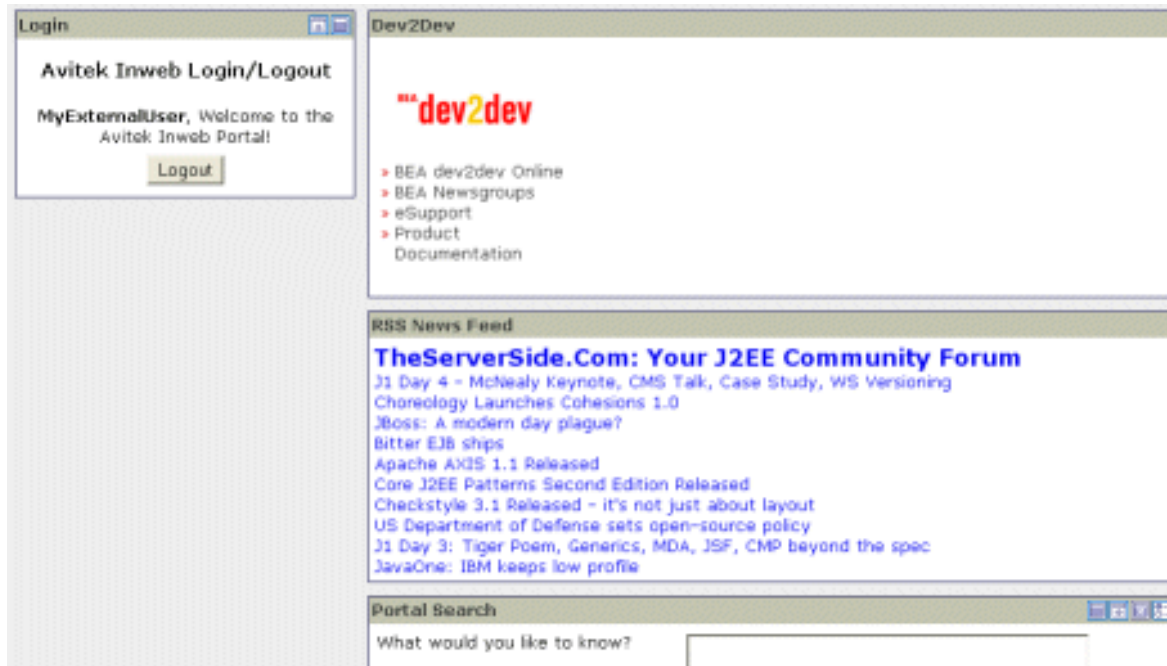 Login
Avitek Inweb Login/Logout
MyExternalUser, Welcome to the
Avitek Inweb Portal!
Logout
Dev2Dev
BEA
dev2dev
» BEA dev2dev Online
» BEA Newsgroups
» eSupport
» Product
Documentation
RSS News Feed
TheServerSide.Com: Your J2EE Community Forum
J1 Day 4 - McNealy Keynote, CMS Talk, Case Study, WS Versioning
Choreology Launches Cohesions 1.0
JBoss: A modern day plague?
Bitter EJB ships
Apache AXIS 1.1 Released
Core J2EE Patterns Second Edition Released
Checkstyle 3.1 Released - it's not just about layout
US Department of Defense sets open-source policy
J1 Day 3: Tiger Poem, Generics, MDA, JSF, CMP beyond the spec
JavaOne: IBM keeps low profile
Portal Search
What would you like to know?